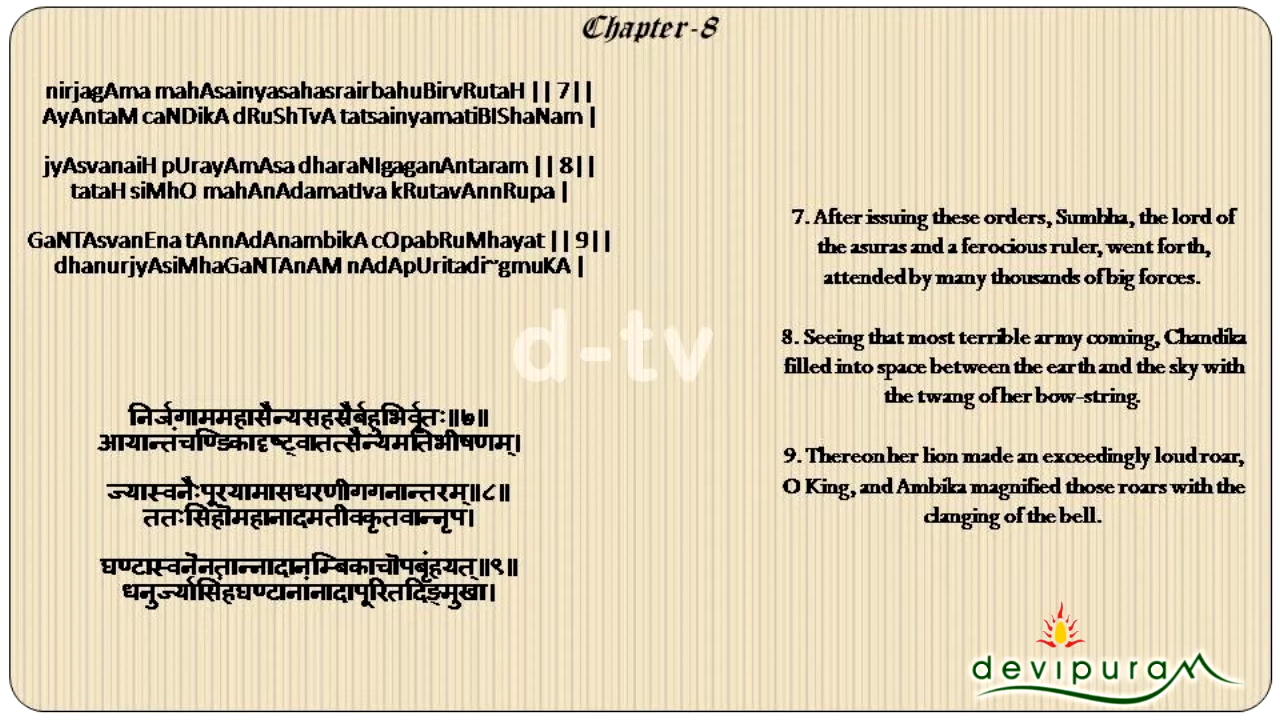 Chapter-8
nirjagAma mahAsainyasahasrairbahuBirvRutaH || 7||
AyAntaM caNDikA dRuShTvA tatsainyamatiBIShaNam |
jyAsvanaiH pUrayAmAsa dharaNIgaganAntaram || 8||
tataH siMhO mahAnAdamatIva kRutavAnnRupa |
GaNTAsvanEna tAnnAdAnambikA cOpabRuMhayat || 9||
dhanurjyAsiMhaGaNTAnAM nAdApUritadi~gmuKA |
निर्जगाममहासैन्यसहस्रैर्बहुभिर्वृतः॥७॥
आयान्तंचण्डिकादृष्ट्वातत्सैन्यमतिभीषणम्।
ज्यास्वनैःपूरयामासधरणीगगनान्तरम्॥८॥
ततःसिंहॊमहानादमतीवकृतवान्नृप।
घण्टास्वनॆनतान्नादानम्बिकाचॊपबृंहयत्॥९॥
धनुर्ज्यासिंहघण्टानांनादापूरितदिङ्मुखा।
7. After issuing these orders, Sumbha, the lord of
the asuras and a ferocious ruler, went forth,
attended by many thousands of big forces.
8. Seeing that most terrible army coming, Chandika
filled into space between the earth and the sky with
the twang of her bow-string.
9. Thereon her lion made an exceedingly loud roar,
O King, and Ambika magnified those roars with the
clanging of the bell.
d-tv
devipuram